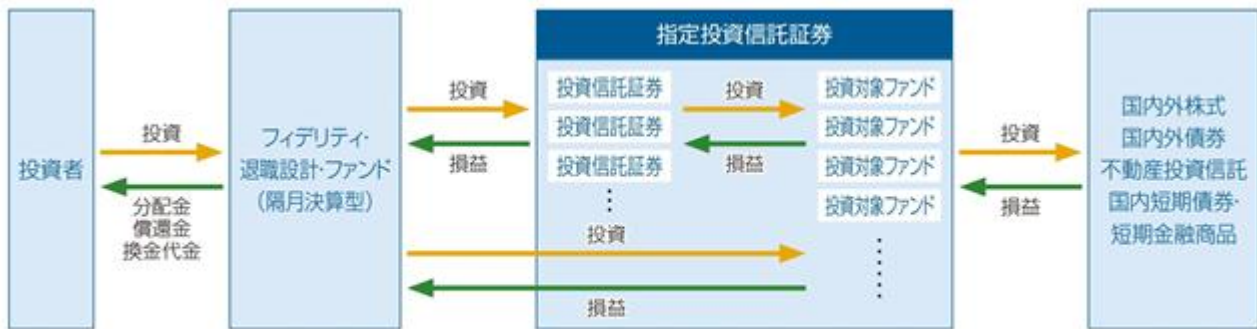 投資者
投資
分配金
償還金
換金代金
フィデリティ・
退職設計・ファンド
(隔月決算型)
投資
損益
指定投資信託証券
投資信託証券
投資信託証券
投資信託証券
投資
損益
投資対象ファンド
投資対象ファンド
投資対象ファンド
投資対象ファンド
投資
損益
投資
損益
国内外株式
国内外債券
不動産投資信託
国内短期債券・
短期金融商品